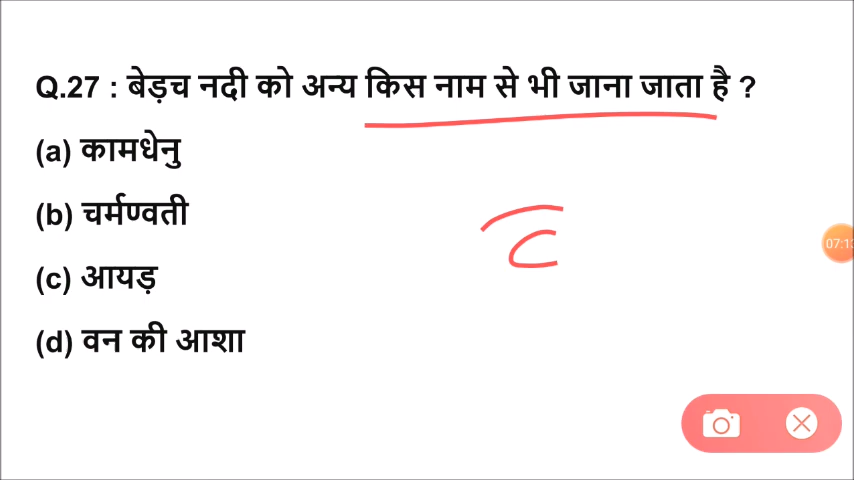 Q.27 : बेड़च नदी को अन्य किस नाम से भी जाना जाता है ?
(a) कामधेनु
(b) चर्मण्वती
(c) आयड़
(d) वन की आशा
07:13